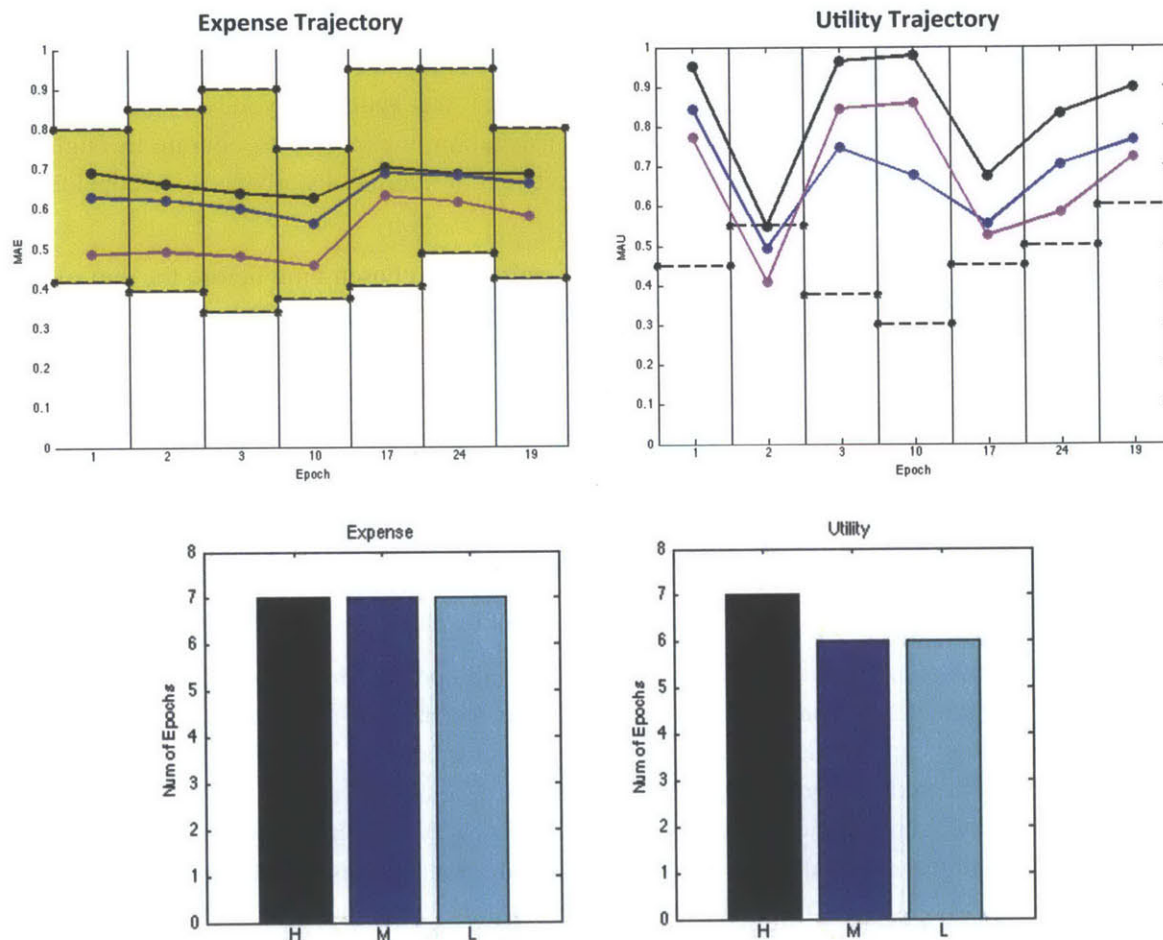 Expense Trajectory
1
0.9
0.8
0.7
0.6
0.5
0.4
0.3
0.2
0.1
0
MAE
1 2 3 10 17 24 19
Epoch
Utility Trajectory
1
0.9
0.8
0.7
0.6
0.5
0.4
0.3
0.2
0.1
0
MAU
1 2 3 10 17 24 19
Epoch
Expense
8
7
6
5
4
3
2
1
0
Num of Epochs
H M L
Utility
8
7
6
5
4
3
2
1
0
Num of Epochs
H M L